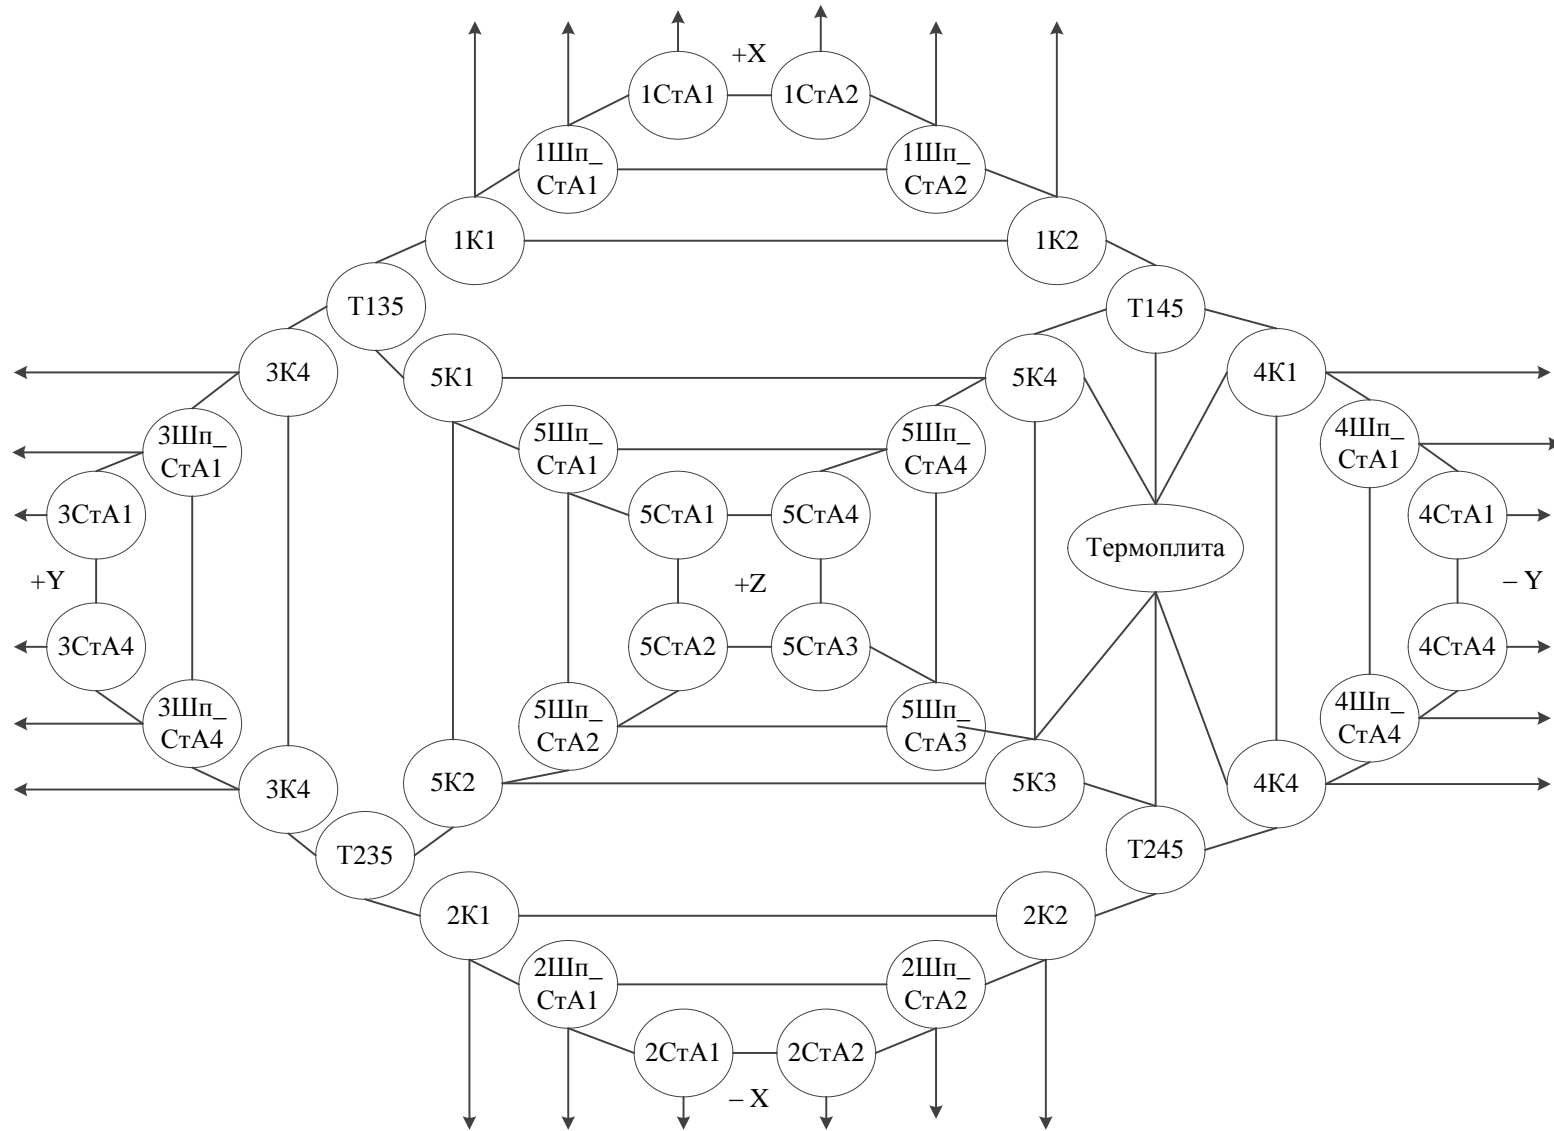 +X
1СтА1
1СтА2
1Шп_
СтА1
1Шп_
СтА2
1К1
1К2
Т135
Т145
3К4
5К1
5К4
4К1
3Шп_
СтА1
5Шп_
СтА1
5Шп_
СтА4
4Шп_
СтА1
3СтА1
5СтА1
5СтА4
4СтА1
Термоплита
+Y
+Z
– Y
3СтА4
5СтА2
5СтА3
4СтА4
3Шп_
СтА4
5Шп_
СтА2
5Шп_
СтА3
4Шп_
СтА4
3К4
5К2
5К3
4К4
Т235
Т245
2К1
2К2
2Шп_
СтА1
2Шп_
СтА2
2СтА1
2СтА2
– X